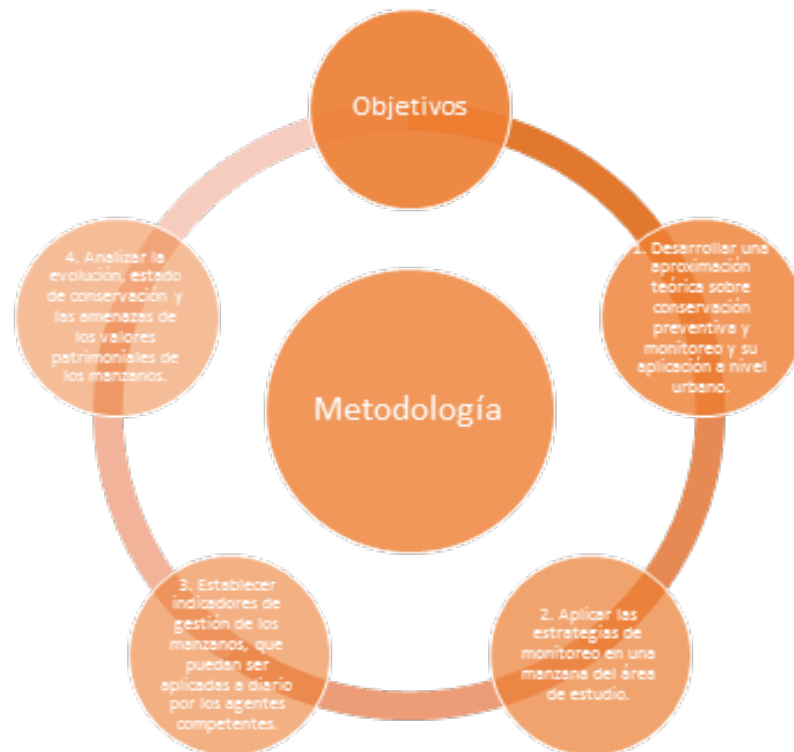 Objetivos
1. Desarrollar una
aproximación
teórica sobre
conservación
preventiva y
monitoreo y su
aplicación a nivel
urbano.
2. Aplicar las
estrategias de
monitoreo en una
manzana del área
de estudio.
3. Establecer
indicadores de
gestión de los
manzanos, que
puedan ser
aplicadas a diario
por los agentes
competentes.
4. Analizar la
evolución, estado
de conservación y
las amenazas de
los valores
patrimoniales de
los manzanos.
Metodología